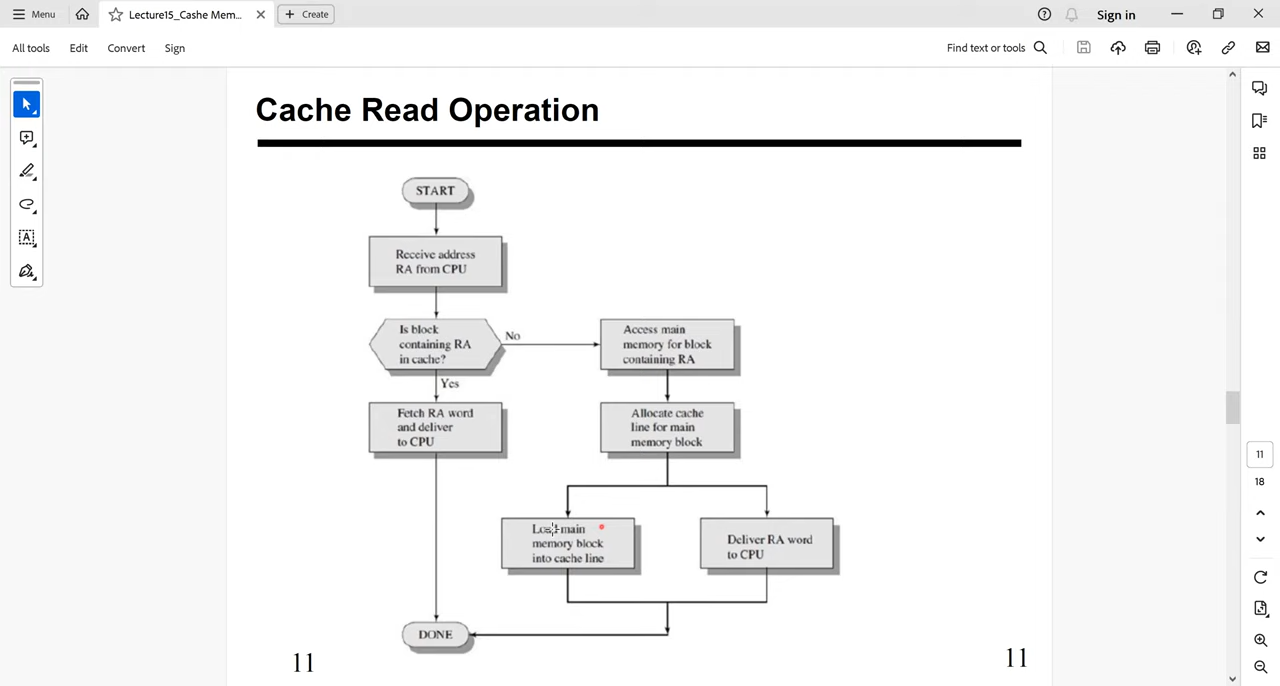 Menu
Lecture15_Cashe Mem...
Create
Sign in
All tools
Edit
Convert
Sign
Find text or tools
Cache Read Operation
START
Receive address
RA from CPU
Is block
containing RA
in cache?
No
Access main
memory for block
containing RA
Yes
Fetch RA word
and deliver
to CPU
Allocate cache
line for main
memory block
Load main
memory block
into cache line
Deliver RA word
to CPU
DONE
11
11
11
18